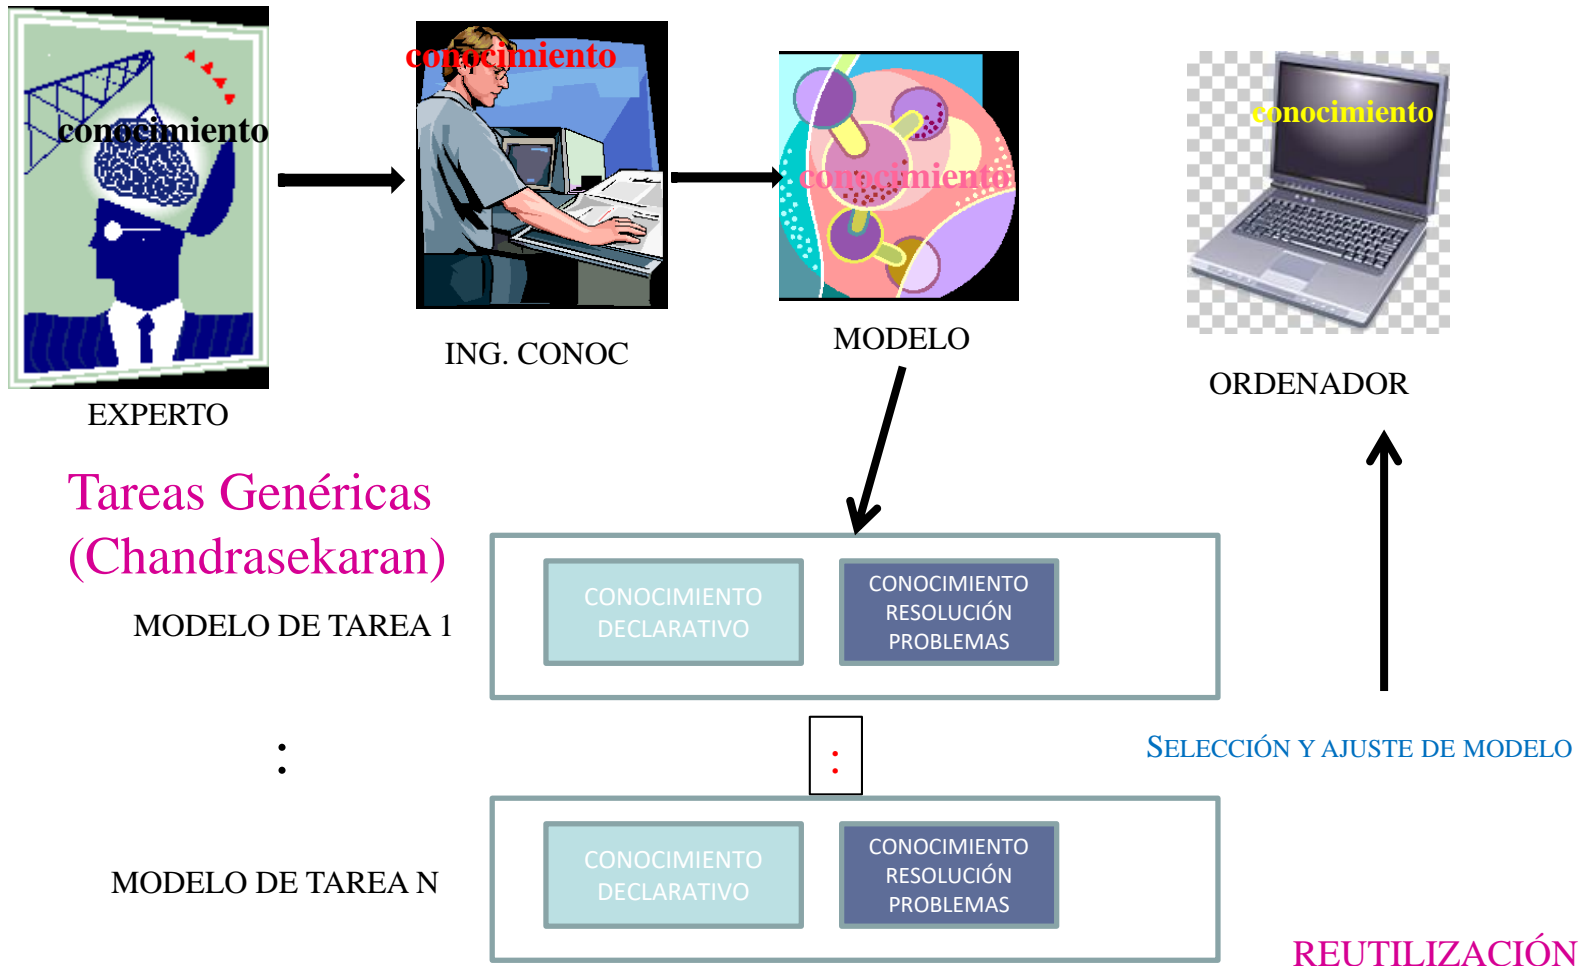 conocimiento
conocimiento
conocimiento
conocimiento
EXPERTO
ING. CONOC
MODELO
ORDENADOR
Tareas Genéricas
(Chandrasekaran)
MODELO DE TAREA 1
CONOCIMIENTO
DECLARATIVO
CONOCIMIENTO
RESOLUCIÓN
PROBLEMAS
:
:
SELECCIÓN Y AJUSTE DE MODELO
MODELO DE TAREA N
CONOCIMIENTO
DECLARATIVO
CONOCIMIENTO
RESOLUCIÓN
PROBLEMAS
REUTILIZACIÓN